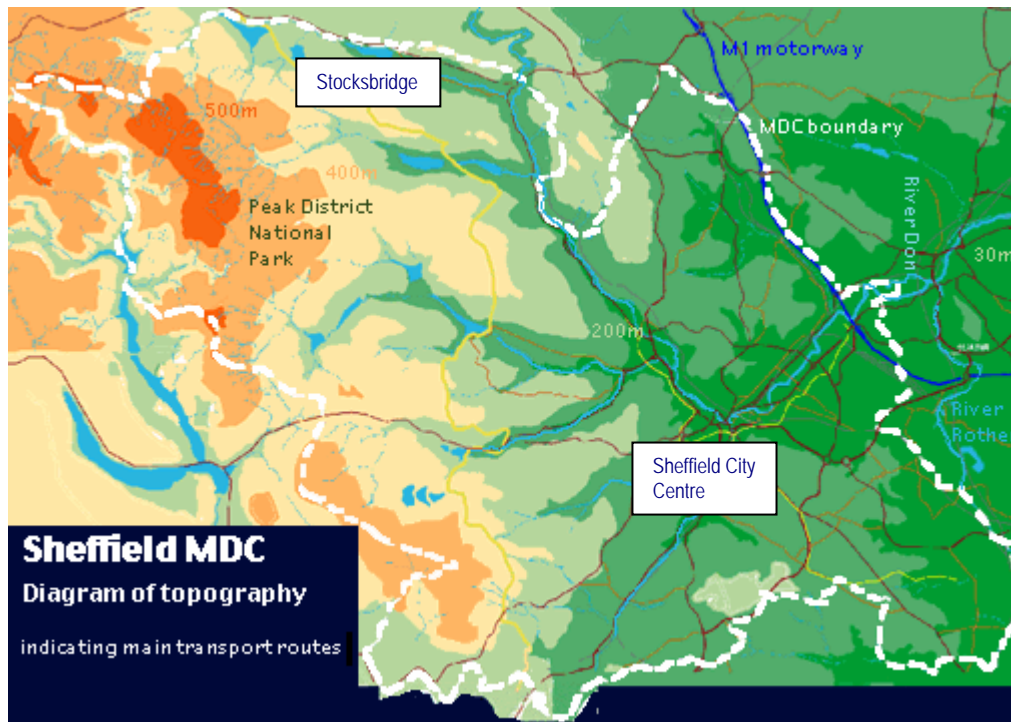 M1 motorway
Stocksbridge
500m
MDC boundary
400m
River Don
Peak District
National
Park
30m
200m
River
Rothe
Sheffield City
Centre
Sheffield MDC
Diagram of topography
indicating main transport routes